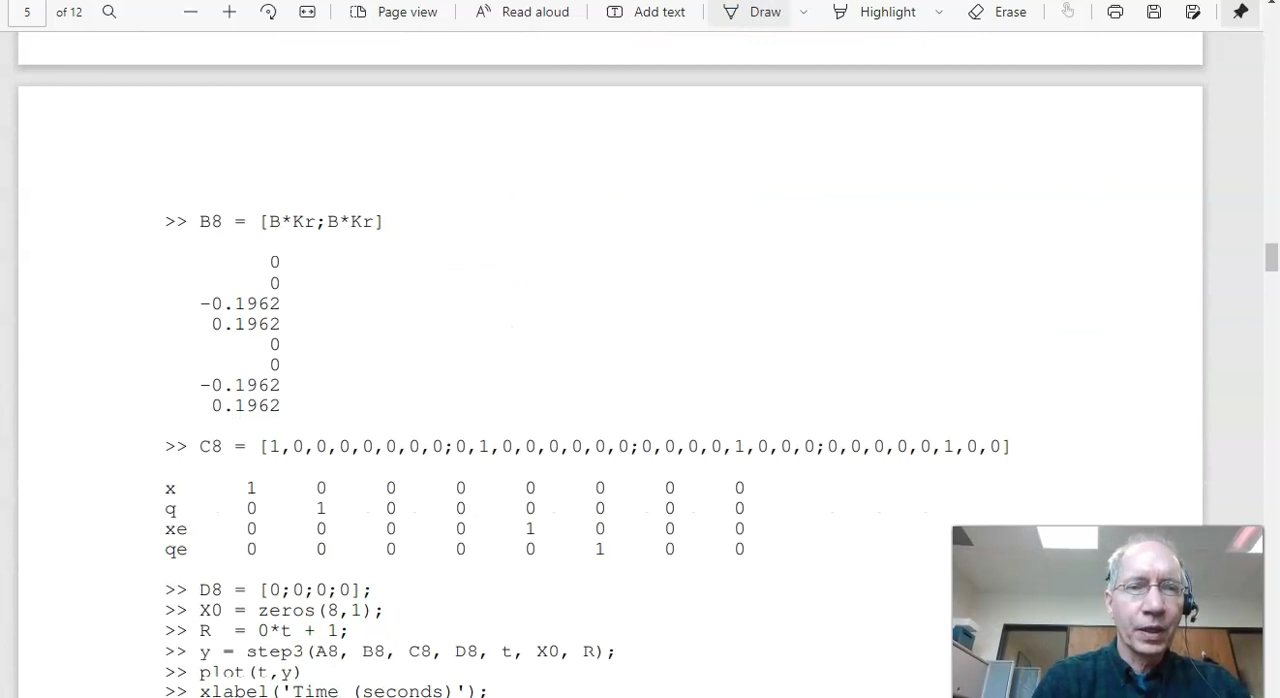 5 of 12 Page view Read aloud Add text Draw Highlight Erase
>> B8 = [B*Kr;B*Kr]
0
0
-0.1962
0.1962
0
0
-0.1962
0.1962
>> C8 = [1,0,0,0,0,0,0,0;0,1,0,0,0,0,0,0;0,0,0,0,1,0,0,0;0,0,0,0,0,1,0,0]
x 1 0 0 0 0 0 0 0
q 0 1 0 0 0 0 0 0
xe 0 0 0 0 1 0 0 0
qe 0 0 0 0 0 1 0 0
>> D8 = [0;0;0;0];
>> X0 = zeros(8,1);
>> R = 0*t + 1;
>> y = step3(A8, B8, C8, D8, t, X0, R);
>> plot(t,y)
>> xlabel('Time (seconds)');